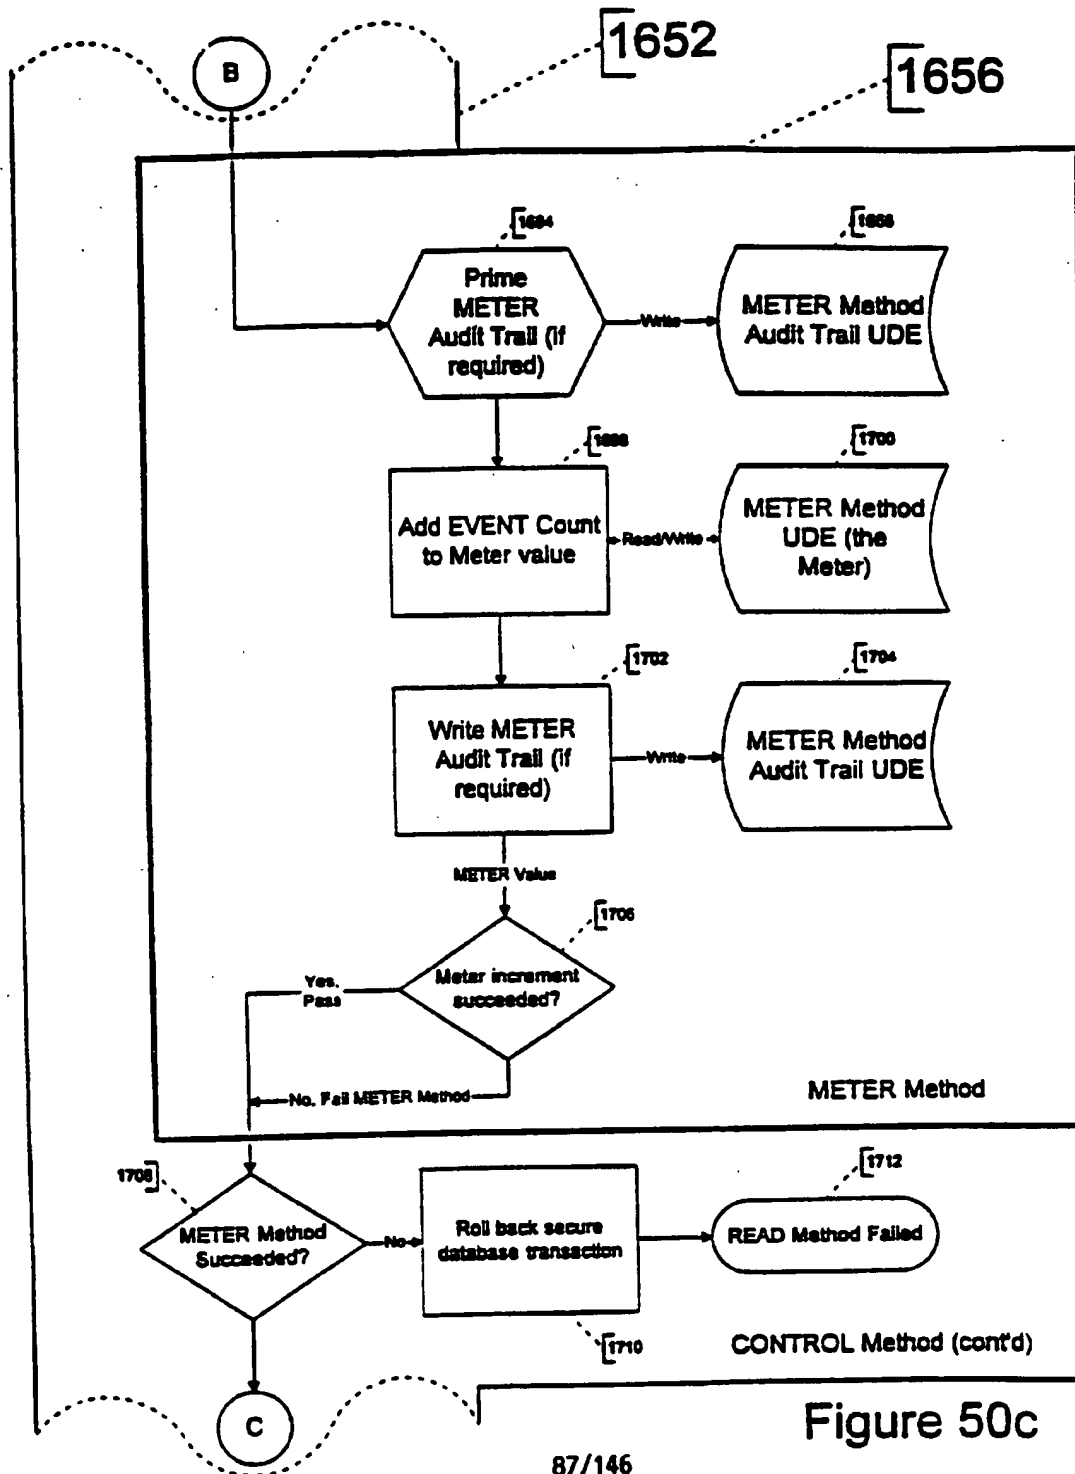 1652
B
1656
1684
Prime
METER
Audit Trail (if
required)
Write
METER Method
Audit Trail UDE
1698
Add EVENT Count
to Meter value
Read/Write
1700
METER Method
UDE (the
Meter)
1702
Write METER
Audit Trail (if
required)
Write
1704
METER Method
Audit Trail UDE
METER Value
1706
Meter increment
succeeded?
Yes.
Pass
No. Fail METER Method
METER Method
1708
METER Method
Succeeded?
No
Roll back secure
database transaction
1710
1712
READ Method Failed
CONTROL Method (cont'd)
C
Figure 50c
87/146